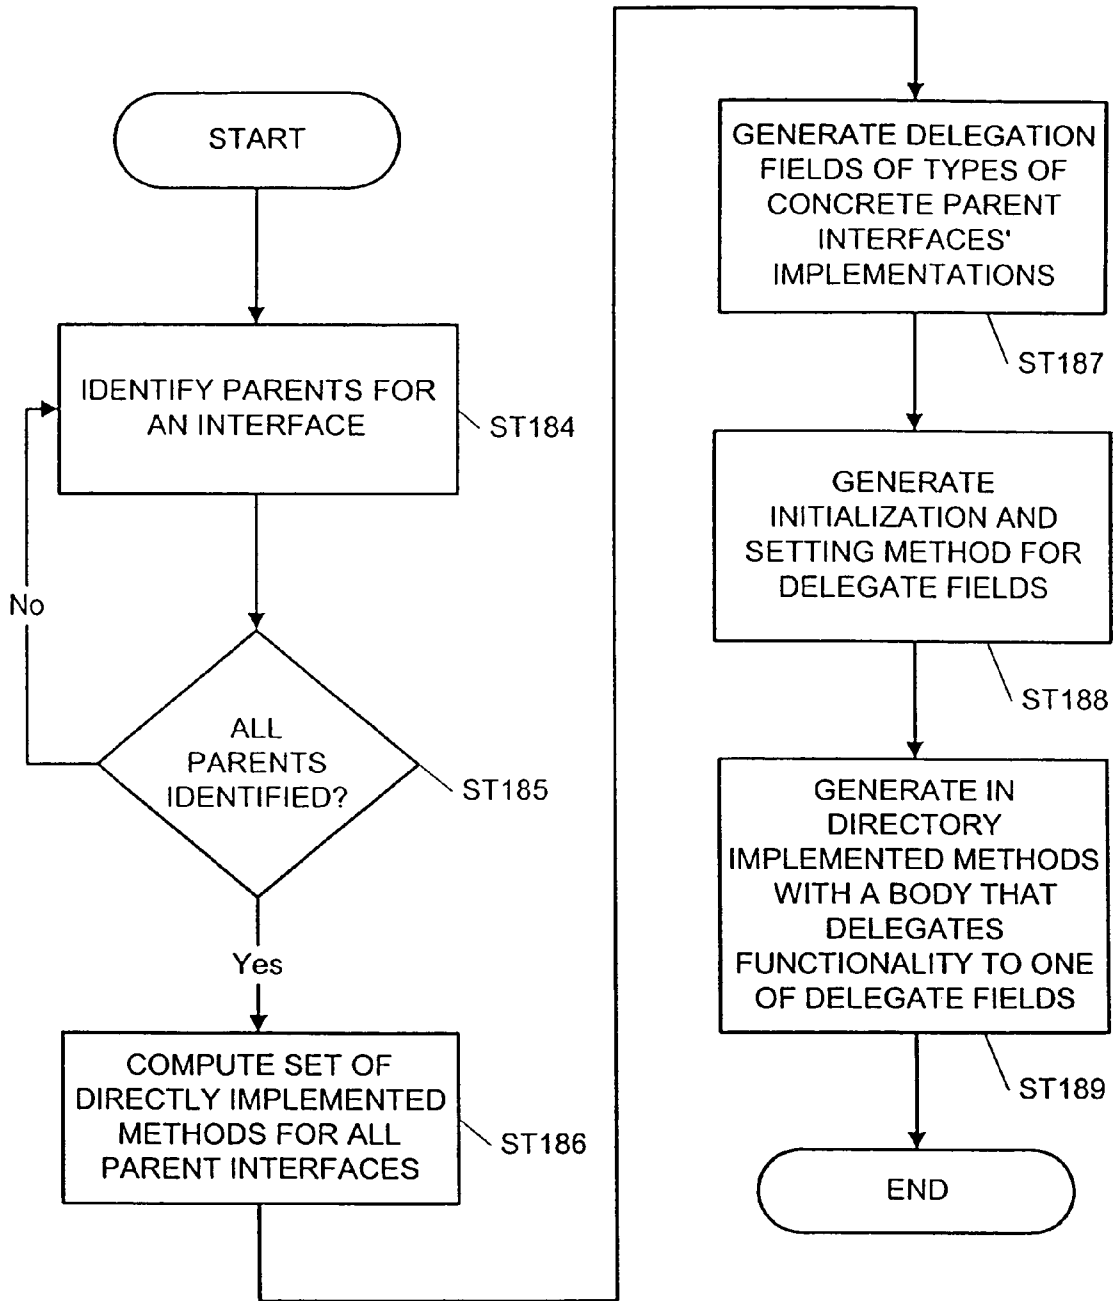 START
IDENTIFY PARENTS FOR
AN INTERFACE
ST184
No
ALL
PARENTS
IDENTIFIED?
ST185
Yes
COMPUTE SET OF
DIRECTLY IMPLEMENTED
METHODS FOR ALL
PARENT INTERFACES
ST186
GENERATE DELEGATION
FIELDS OF TYPES OF
CONCRETE PARENT
INTERFACES'
IMPLEMENTATIONS
ST187
GENERATE
INITIALIZATION AND
SETTING METHOD FOR
DELEGATE FIELDS
ST188
GENERATE IN
DIRECTORY
IMPLEMENTED METHODS
WITH A BODY THAT
DELEGATES
FUNCTIONALITY TO ONE
OF DELEGATE FIELDS
ST189
END